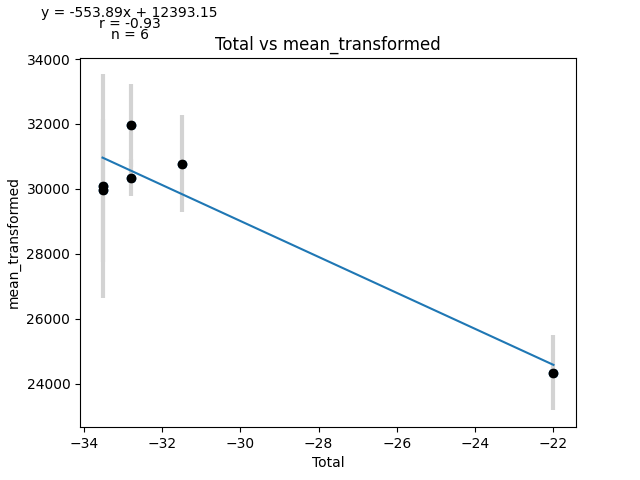 y = -553.89x + 12393.15
r = -0.93
n = 6
Total vs mean_transformed
34000
32000
30000
28000
26000
24000
mean_transformed
−34
−32
−30
−28
−26
−24
−22
Total